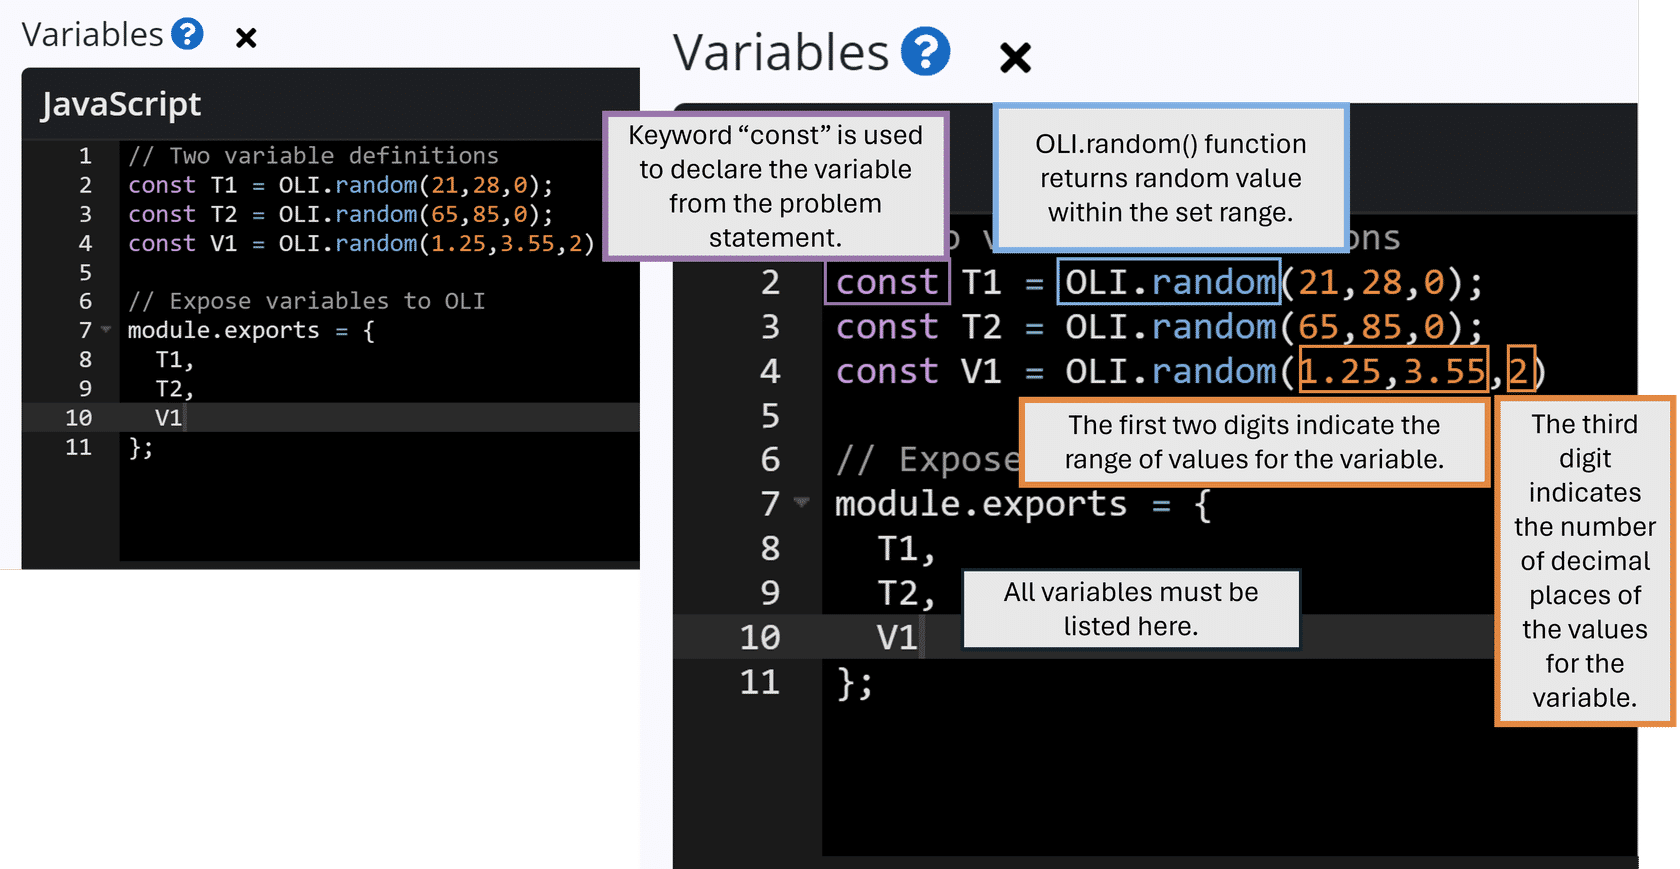 Variables ?
JavaScript
1 // Two variable definitions
2 const T1 = OLI.random(21,28,0);
3 const T2 = OLI.random(65,85,0);
4 const V1 = OLI.random(1.25,3.55,2)
5
6 // Expose variables to OLI
7 module.exports = {
8 T1,
9 T2,
10 V1
11 };
Variables ?
Keyword “const” is used
to declare the variable
from the problem
statement.
OLI.random() function
returns random value
within the set range.
2 const T1 = OLI.random(21,28,0);
3 const T2 = OLI.random(65,85,0);
4 const V1 = OLI.random(1.25,3.55,2)
5
The first two digits indicate the
range of values for the variable.
The third
digit
indicates
the number
of decimal
places of
the values
for the
variable.
6 // Expose
7 module.exports = {
8 T1,
9 T2,
10 V1
All variables must be
listed here.
11 };